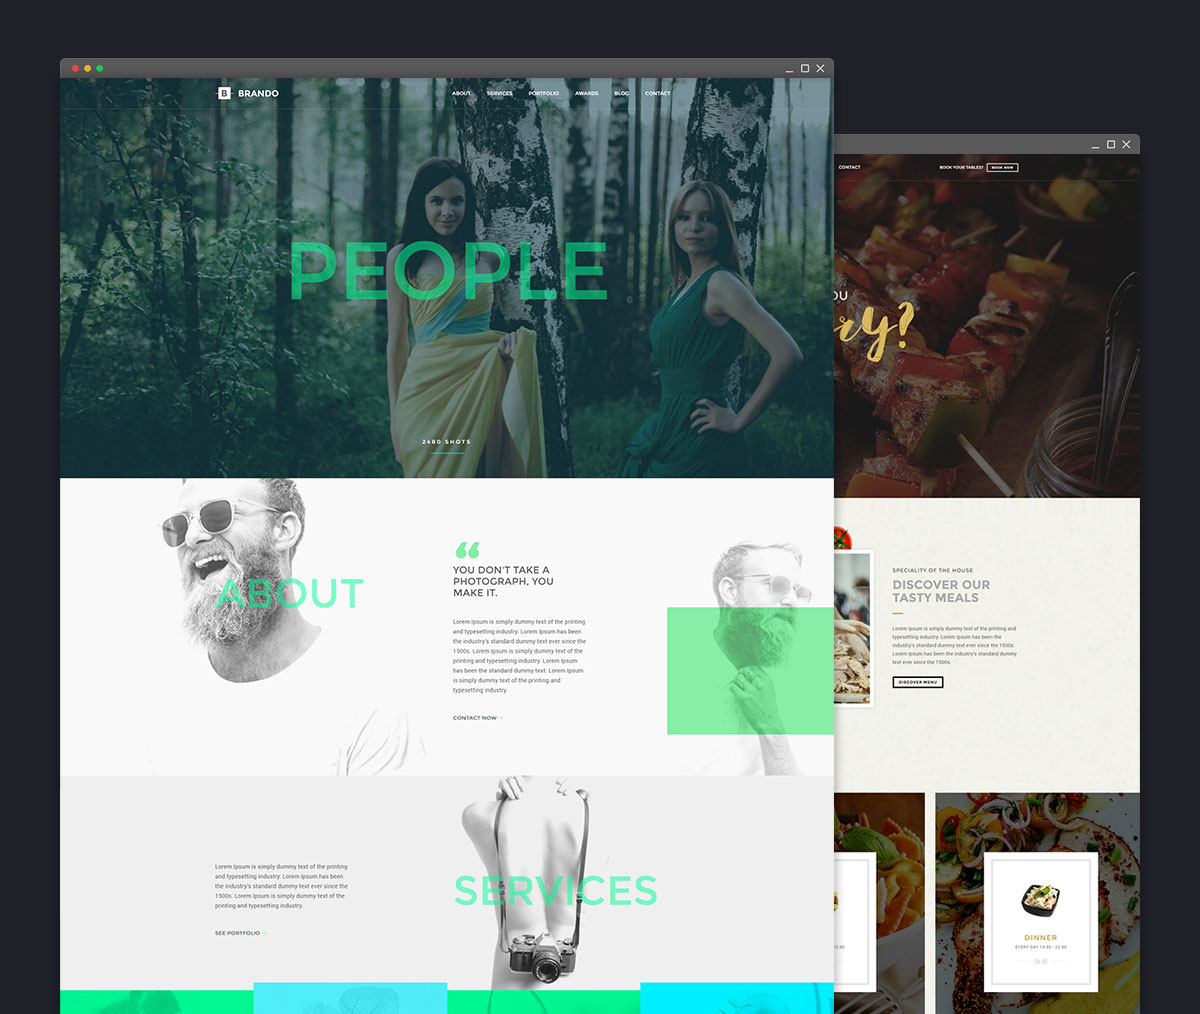 B BRANDO
ABOUT SERVICES PORTFOLIO AWARDS BLOG CONTACT
PEOPLE
2480 SHOTS
ABOUT
YOU DON'T TAKE A
PHOTOGRAPH, YOU
MAKE IT.
Lorem Ipsum is simply dummy text of the printing
and typesetting industry. Lorem Ipsum has been
the industry's standard dummy text ever since the
1500s. Lorem Ipsum is simply dummy text of the
printing and typesetting industry. Lorem Ipsum
has been the industry's standard dummy text. Lorem
is simply dummy text of the printing and
typesetting industry.
CONTACT NOW
Lorem Ipsum is simply dummy text of the printing
and typesetting industry. Lorem Ipsum has been
the industry's standard dummy text ever since the
1500s. Lorem Ipsum is simply dummy text of the
printing and typesetting industry.
SEE PORTFOLIO
SERVICES
CONTACT
BOOK YOUR TABLES? BOOK NOW
OU
ry?
SPECIALITY OF THE HOUSE
DISCOVER OUR
TASTY MEALS
Lorem Ipsum is simply dummy text of the printing and
typesetting industry. Lorem Ipsum has been the
industry's standard dummy text ever since the 1500s.
Lorem Ipsum has been the industry's standard dummy
text ever since the 1500s.
DISCOVER MENU
DINNER